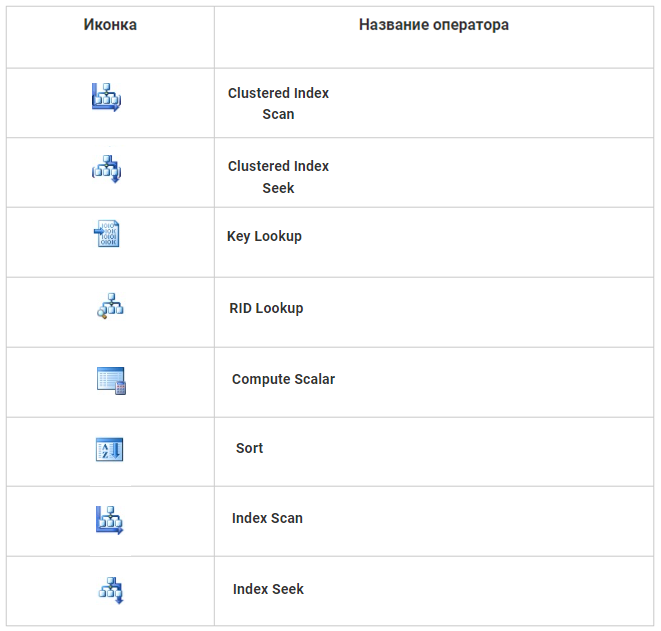 Иконка
Название оператора
Clustered Index
Scan
Clustered Index
Seek
Key Lookup
RID Lookup
Compute Scalar
Sort
Index Scan
Index Seek